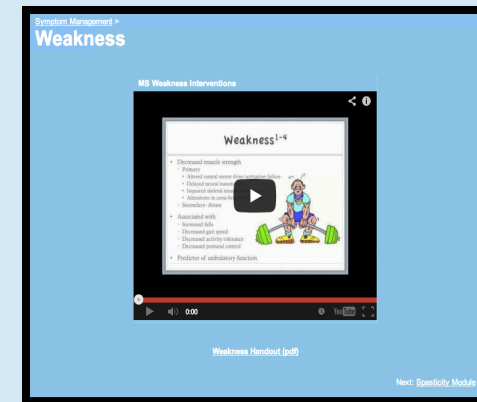 Symptom Management >
Weakness
MS Weakness Interventions
Weakness1-4
• Decreased muscle strength
- Primary
• Altered central motor drive/activation failure
• Delayed neural
• Impaired skeletal
• Alterations in cross-
- Secondary- disuse
• Associated with
- Increased falls
- Decreased gait speed
- Decreased activity tolerance
- Decreased postural control
• Predictor of ambulatory function
0:00
YouTube
Weakness Handout (pdf)
Next: Spasticity Module